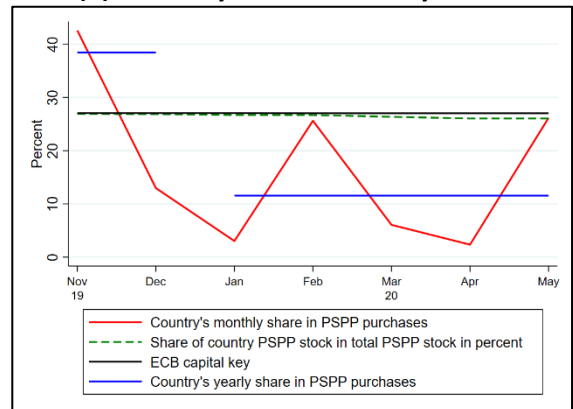 40
30
20
10
0
Percent
Nov Dec Jan Feb Mar Apr May
19 20
Country's monthly share in PSPP purchases
Share of country PSPP stock in total PSPP stock in percent
ECB capital key
Country's yearly share in PSPP purchases